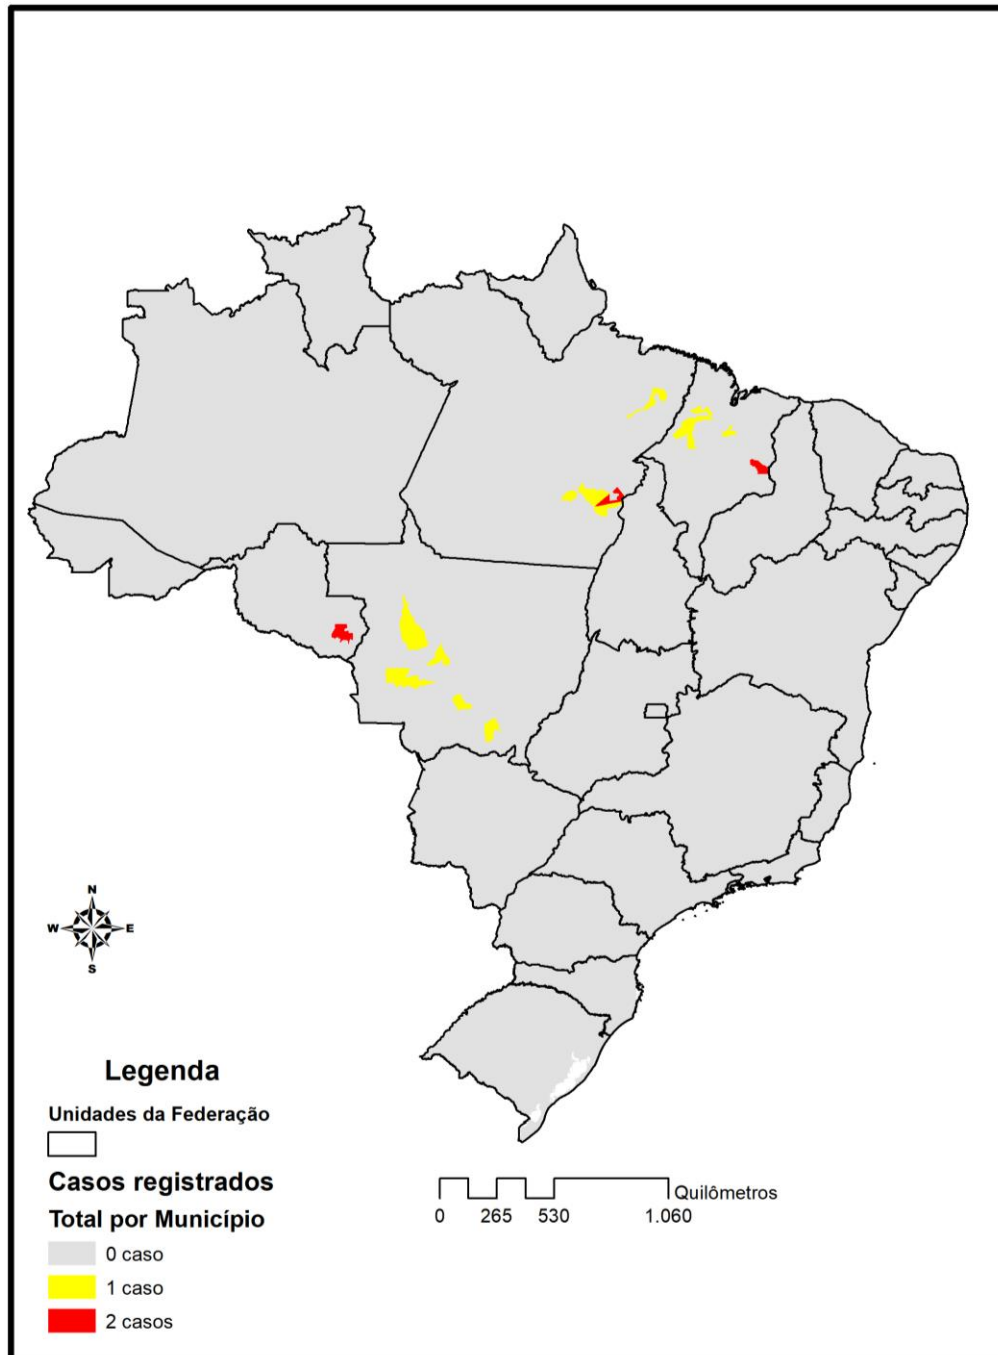 N
W E
S
Legenda
Unidades da Federação
Casos registrados
Total por Município
0 caso
1 caso
2 casos
Quilômetros
0 265 530 1.060